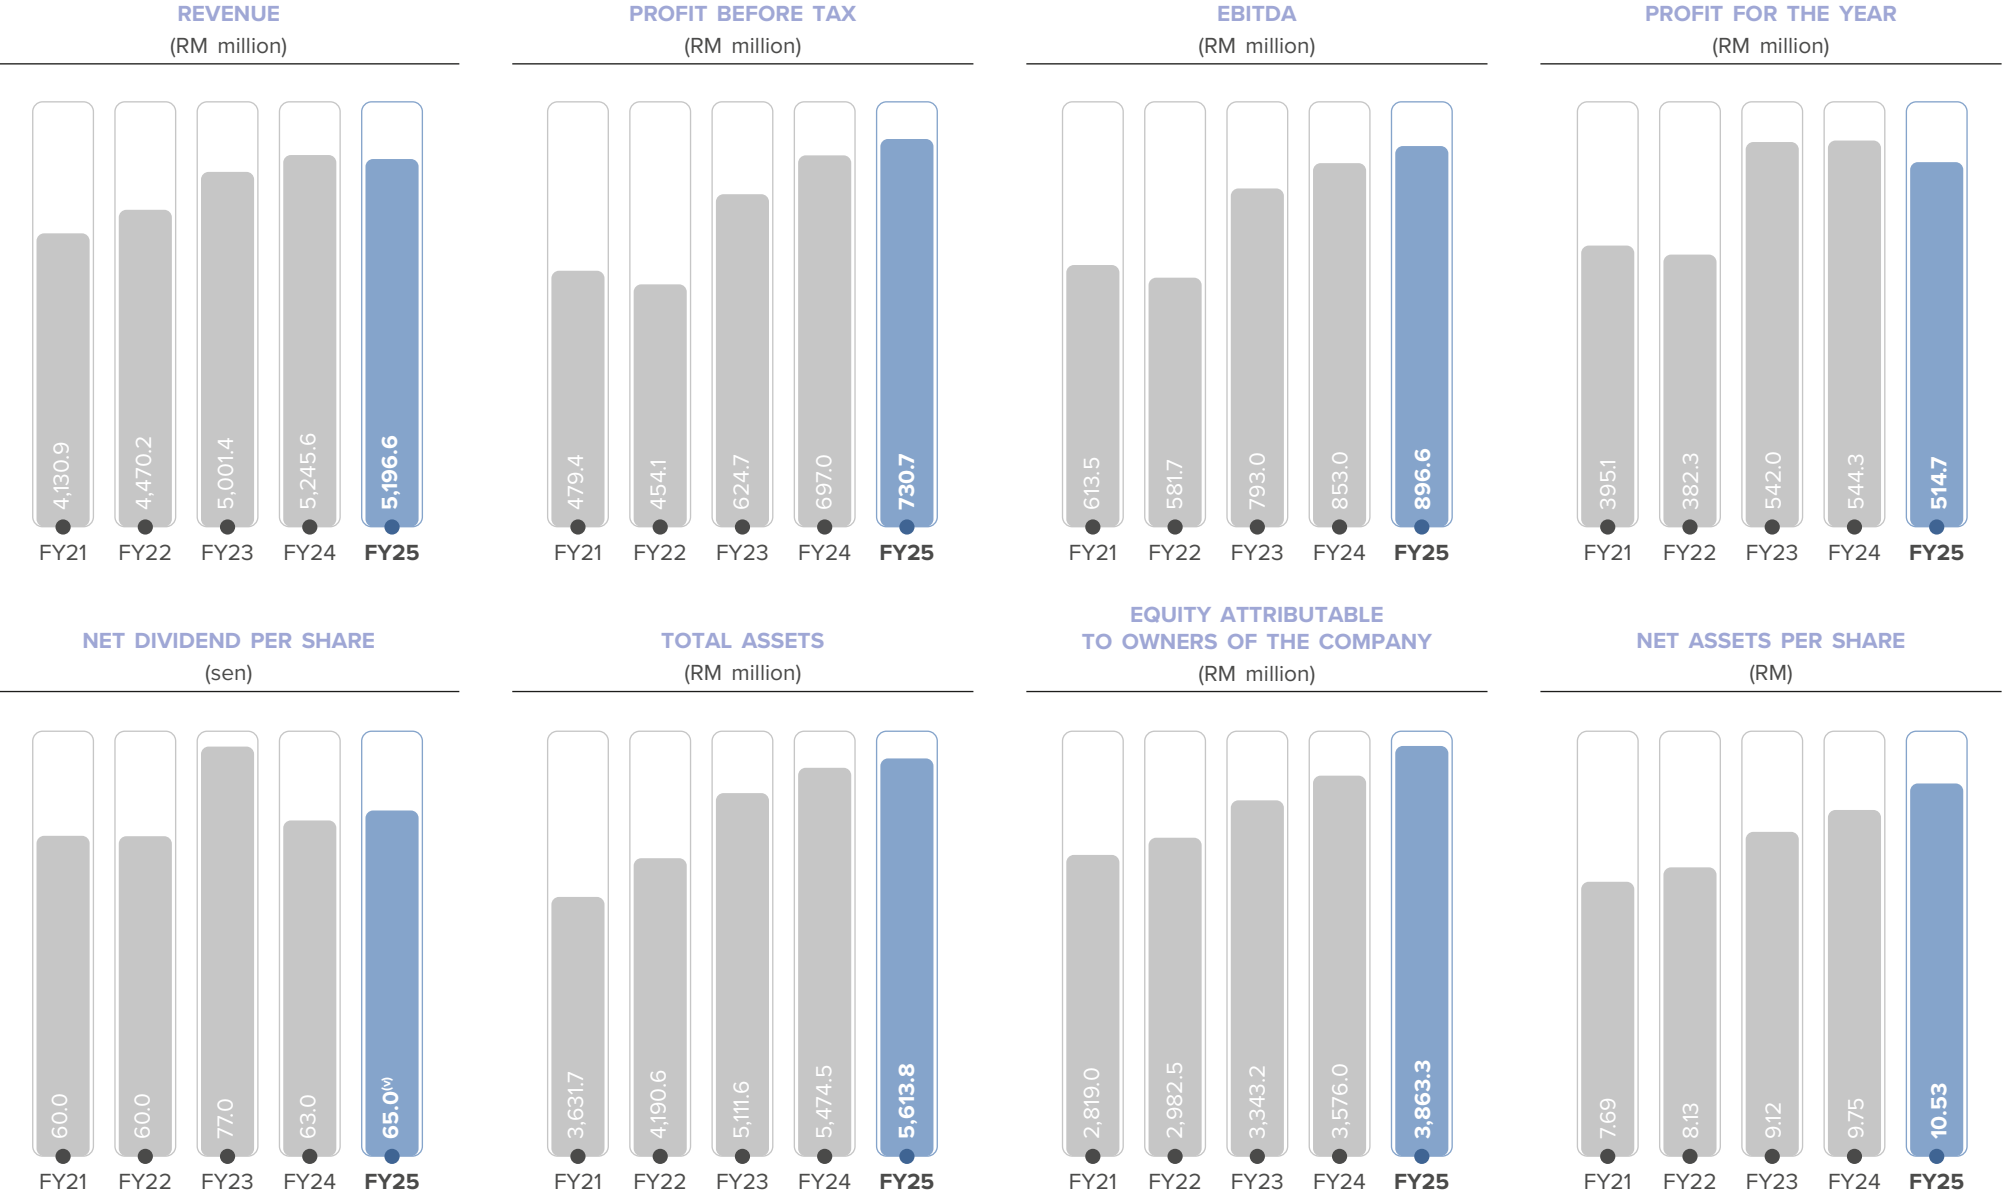 REVENUE
(RM million)
4,130.9
4,470.2
5,001.4
5,245.6
5,196.6
FY21
FY22
FY23
FY24
FY25
PROFIT BEFORE TAX
(RM million)
479.4
454.1
624.7
697.0
730.7
FY21
FY22
FY23
FY24
FY25
EBITDA
(RM million)
613.5
581.7
793.0
853.0
896.6
FY21
FY22
FY23
FY24
FY25
PROFIT FOR THE YEAR
(RM million)
395.1
382.3
542.0
544.3
514.7
FY21
FY22
FY23
FY24
FY25
NET DIVIDEND PER SHARE
(sen)
60.0
60.0
77.0
63.0
65.0(v)
FY21
FY22
FY23
FY24
FY25
TOTAL ASSETS
(RM million)
3,631.7
4,190.6
5,111.6
5,474.5
5,613.8
FY21
FY22
FY23
FY24
FY25
EQUITY ATTRIBUTABLE
TO OWNERS OF THE COMPANY
(RM million)
2,819.0
2,982.5
3,343.2
3,576.0
3,863.3
FY21
FY22
FY23
FY24
FY25
NET ASSETS PER SHARE
(RM)
7.69
8.13
9.12
9.75
10.53
FY21
FY22
FY23
FY24
FY25